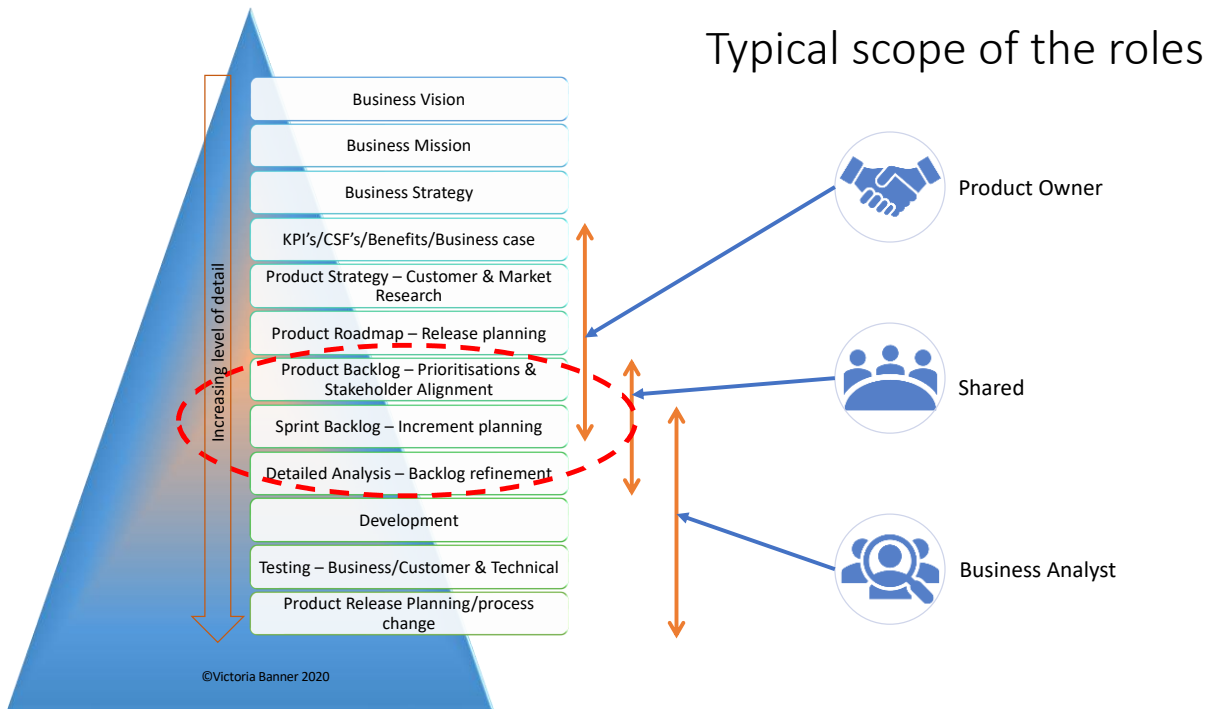 Typical scope of the roles
Business Vision
Business Mission
Business Strategy
KPI’s/CSF’s/Benefits/Business case
Product Strategy – Customer & Market
Research
Product Roadmap – Release planning
Product Backlog – Prioritisations &
Stakeholder Alignment
Sprint Backlog – Increment planning
Detailed Analysis – Backlog refinement
Development
Testing – Business/Customer & Technical
Product Release Planning/process
change
Increasing level of detail
Product Owner
Shared
Business Analyst
©Victoria Banner 2020